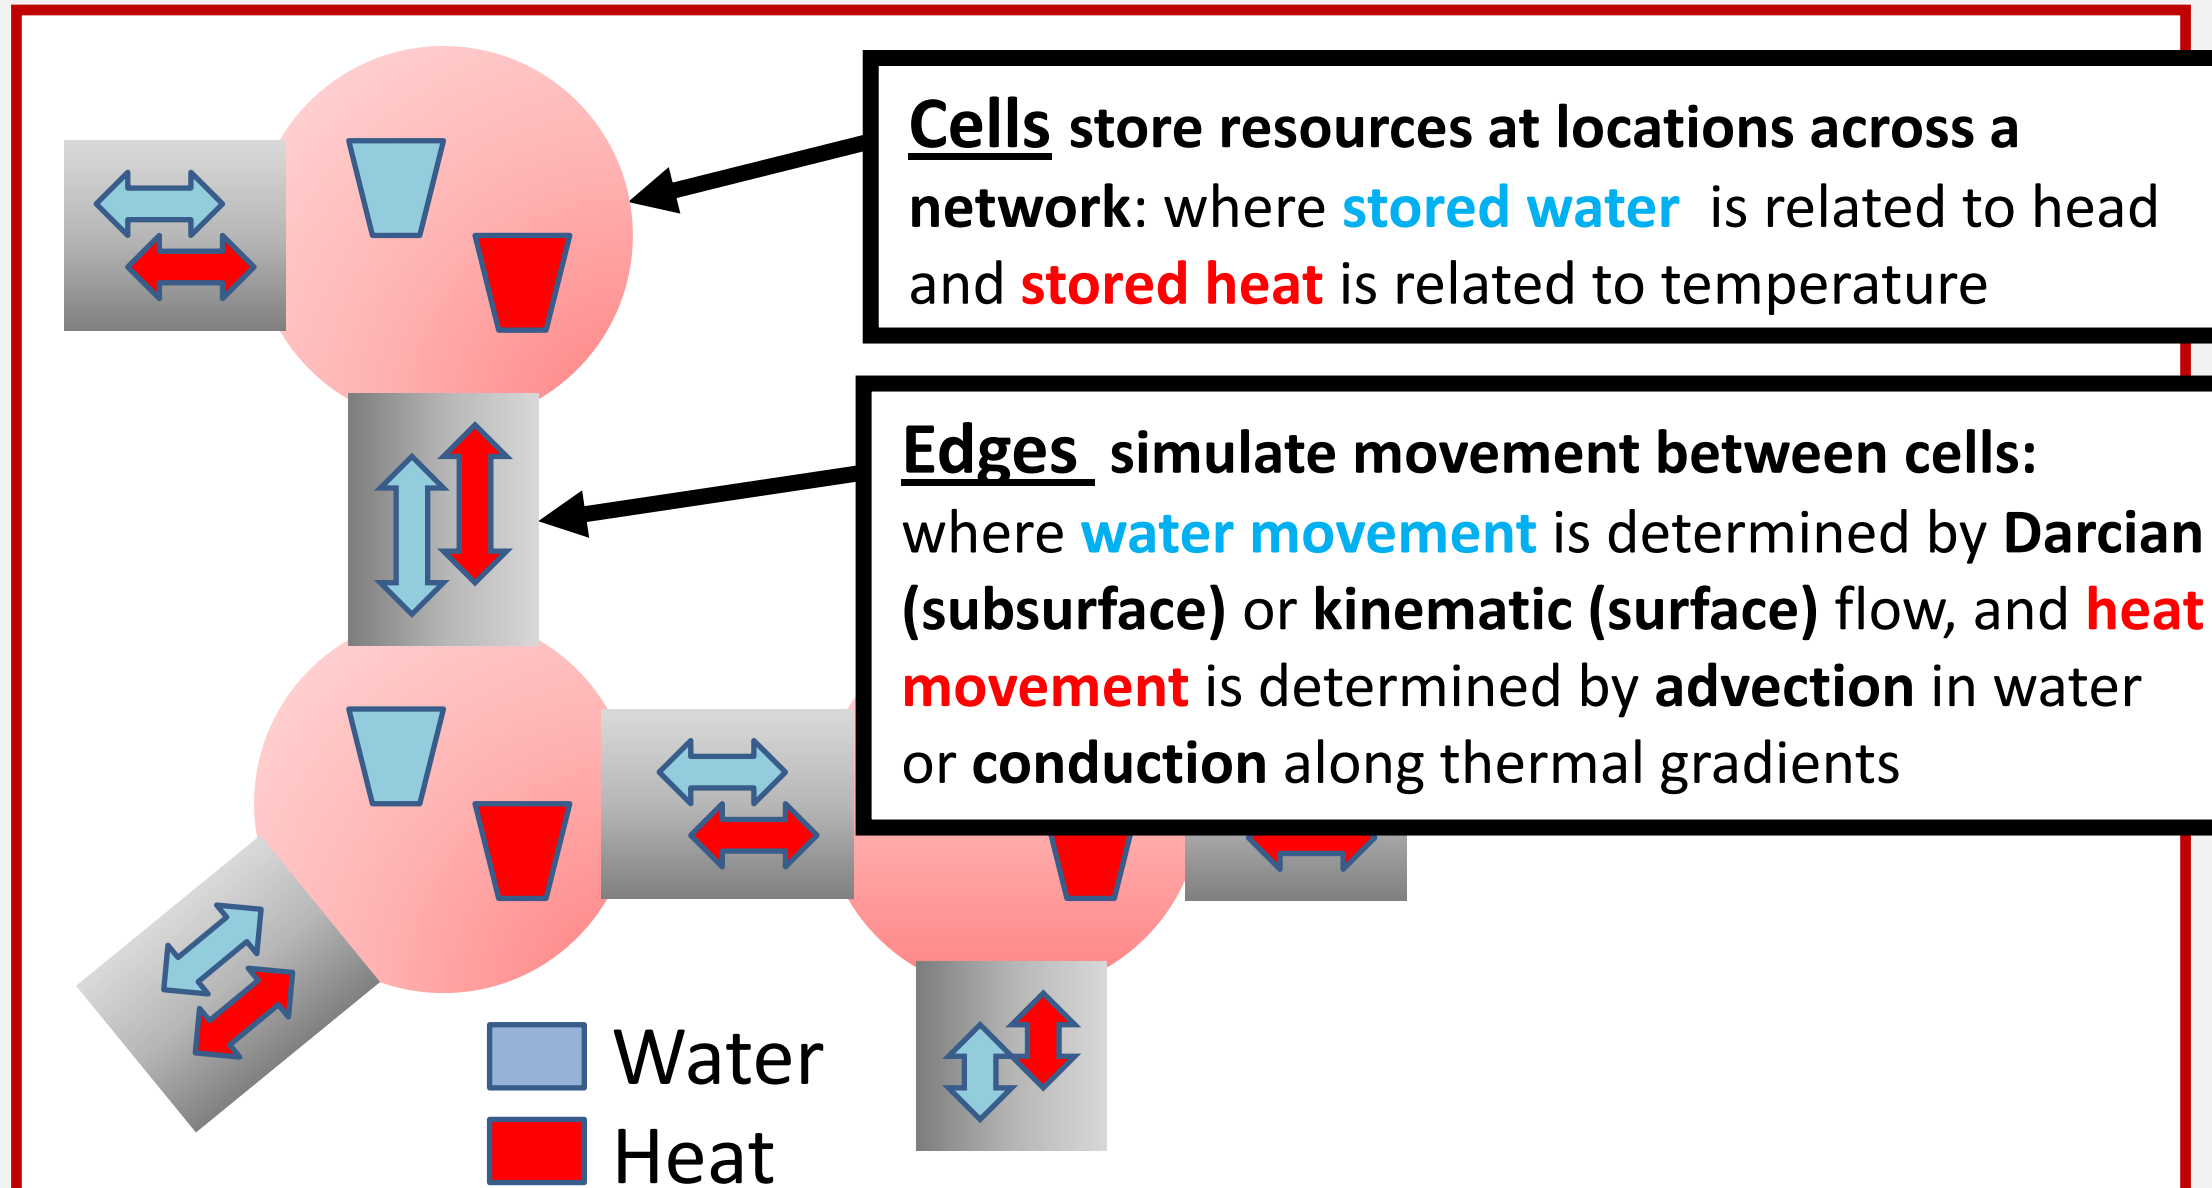 Cells store resources at locations across a
network: where stored water is related to head
and stored heat is related to temperature
Edges simulate movement between cells:
where water movement is determined by Darcian
(subsurface) or kinematic (surface) flow, and heat
movement is determined by advection in water
or conduction along thermal gradients
Water
Heat